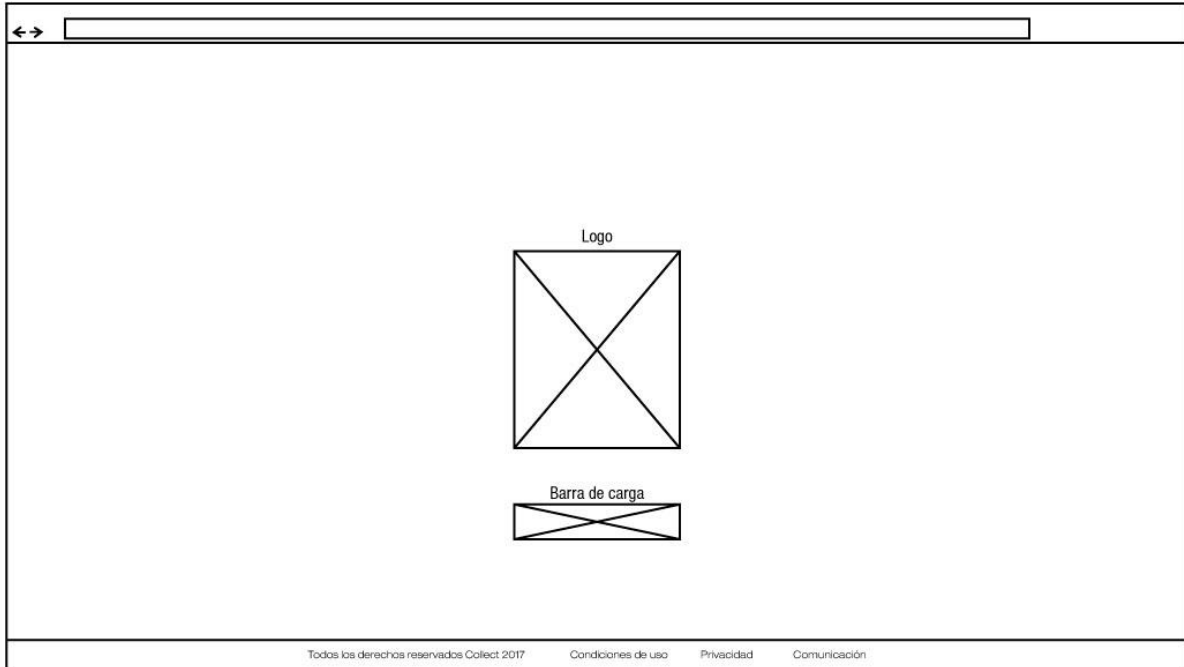 Logo
Barra de carga
Todos los derechos reservados Collect 2017 Condiciones de uso Privacidad Comunicación